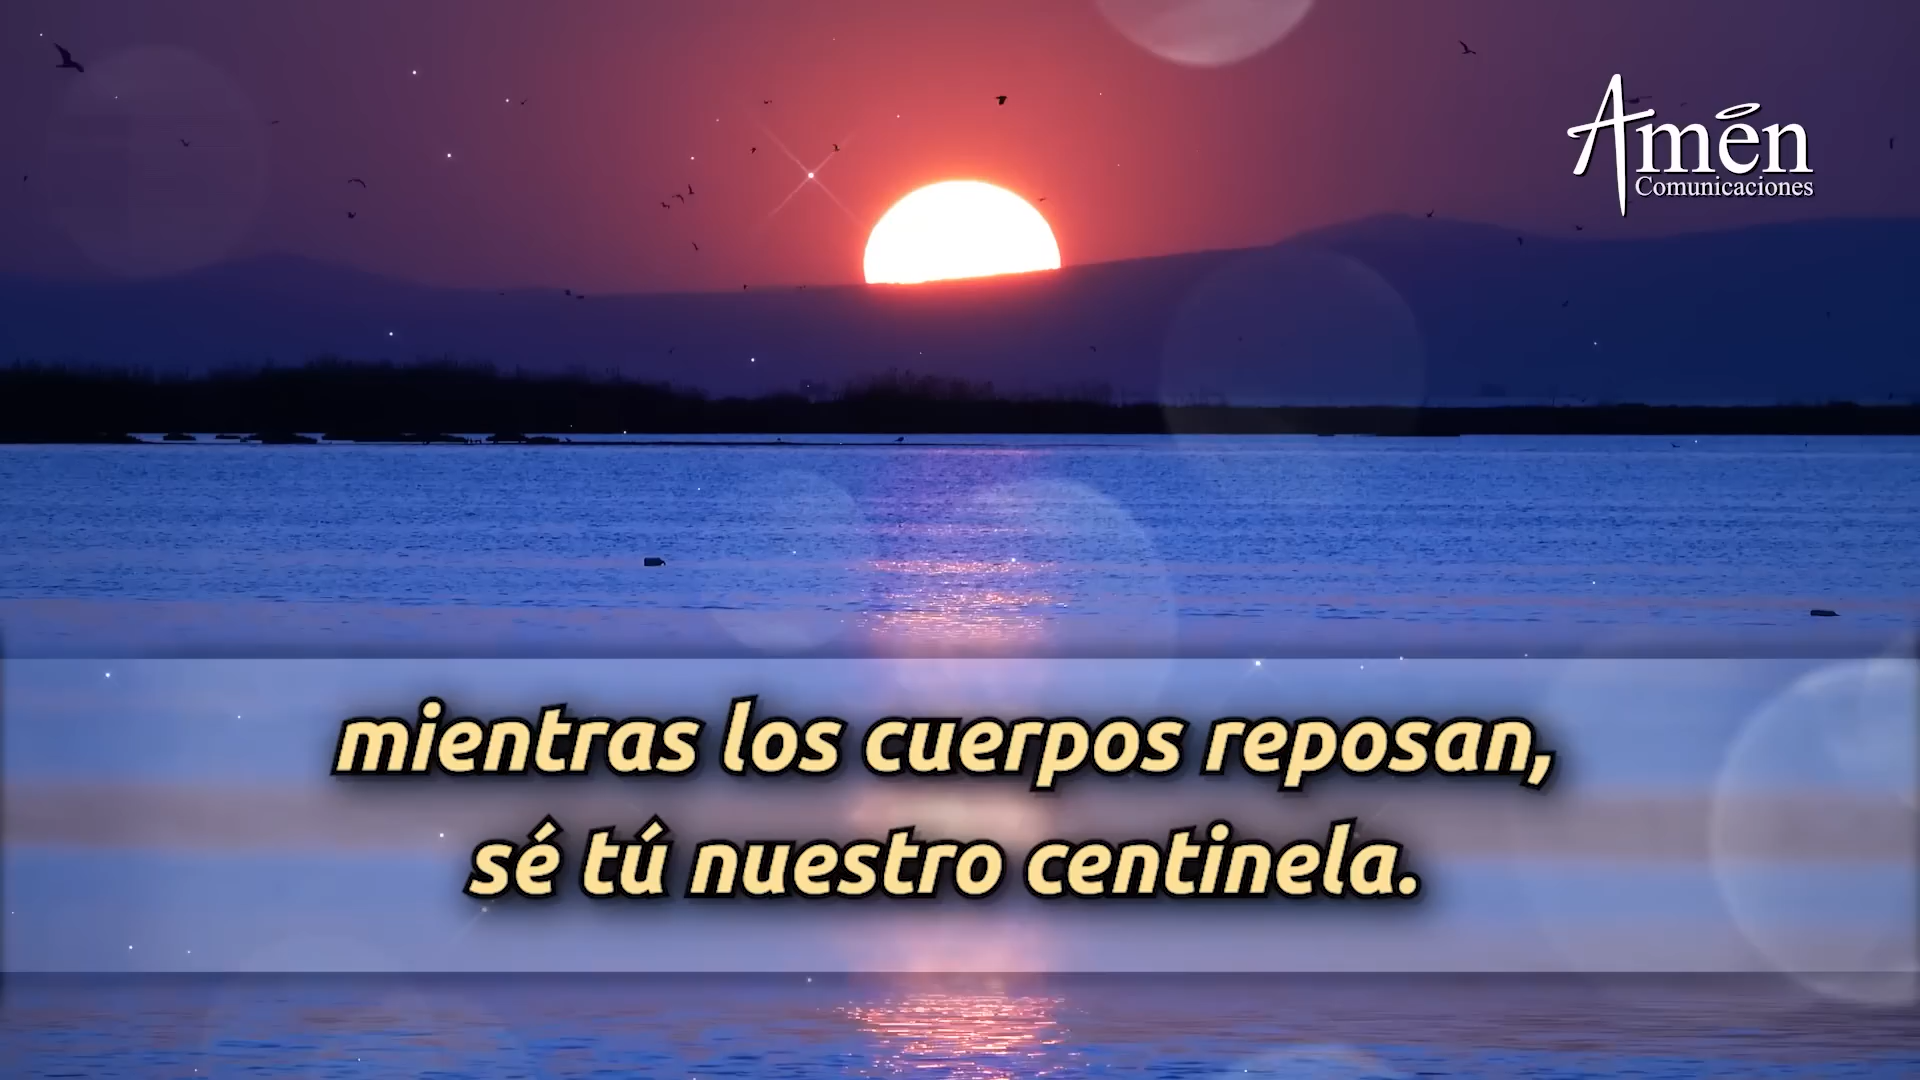 Amén
Comunicaciones
mientras los cuerpos reposan,
sé tú nuestro centinela.